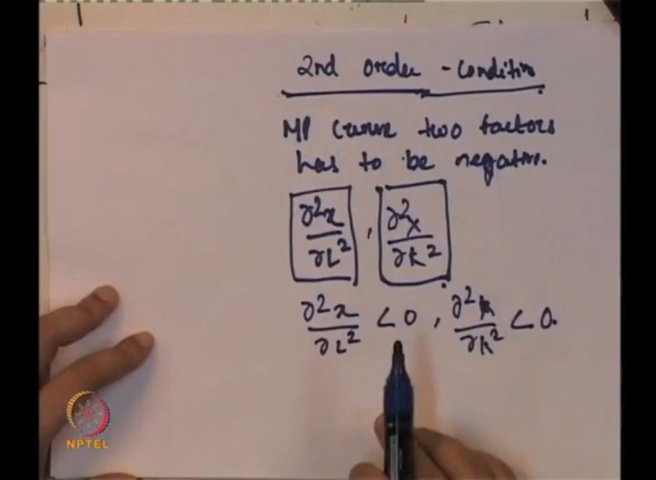 2nd order - condition
MP curve two factors
has to be negative.
∂²x/∂L² , ∂²x/∂K²
∂²x/∂L² < 0 , ∂²x/∂K² < 0.
NPTEL